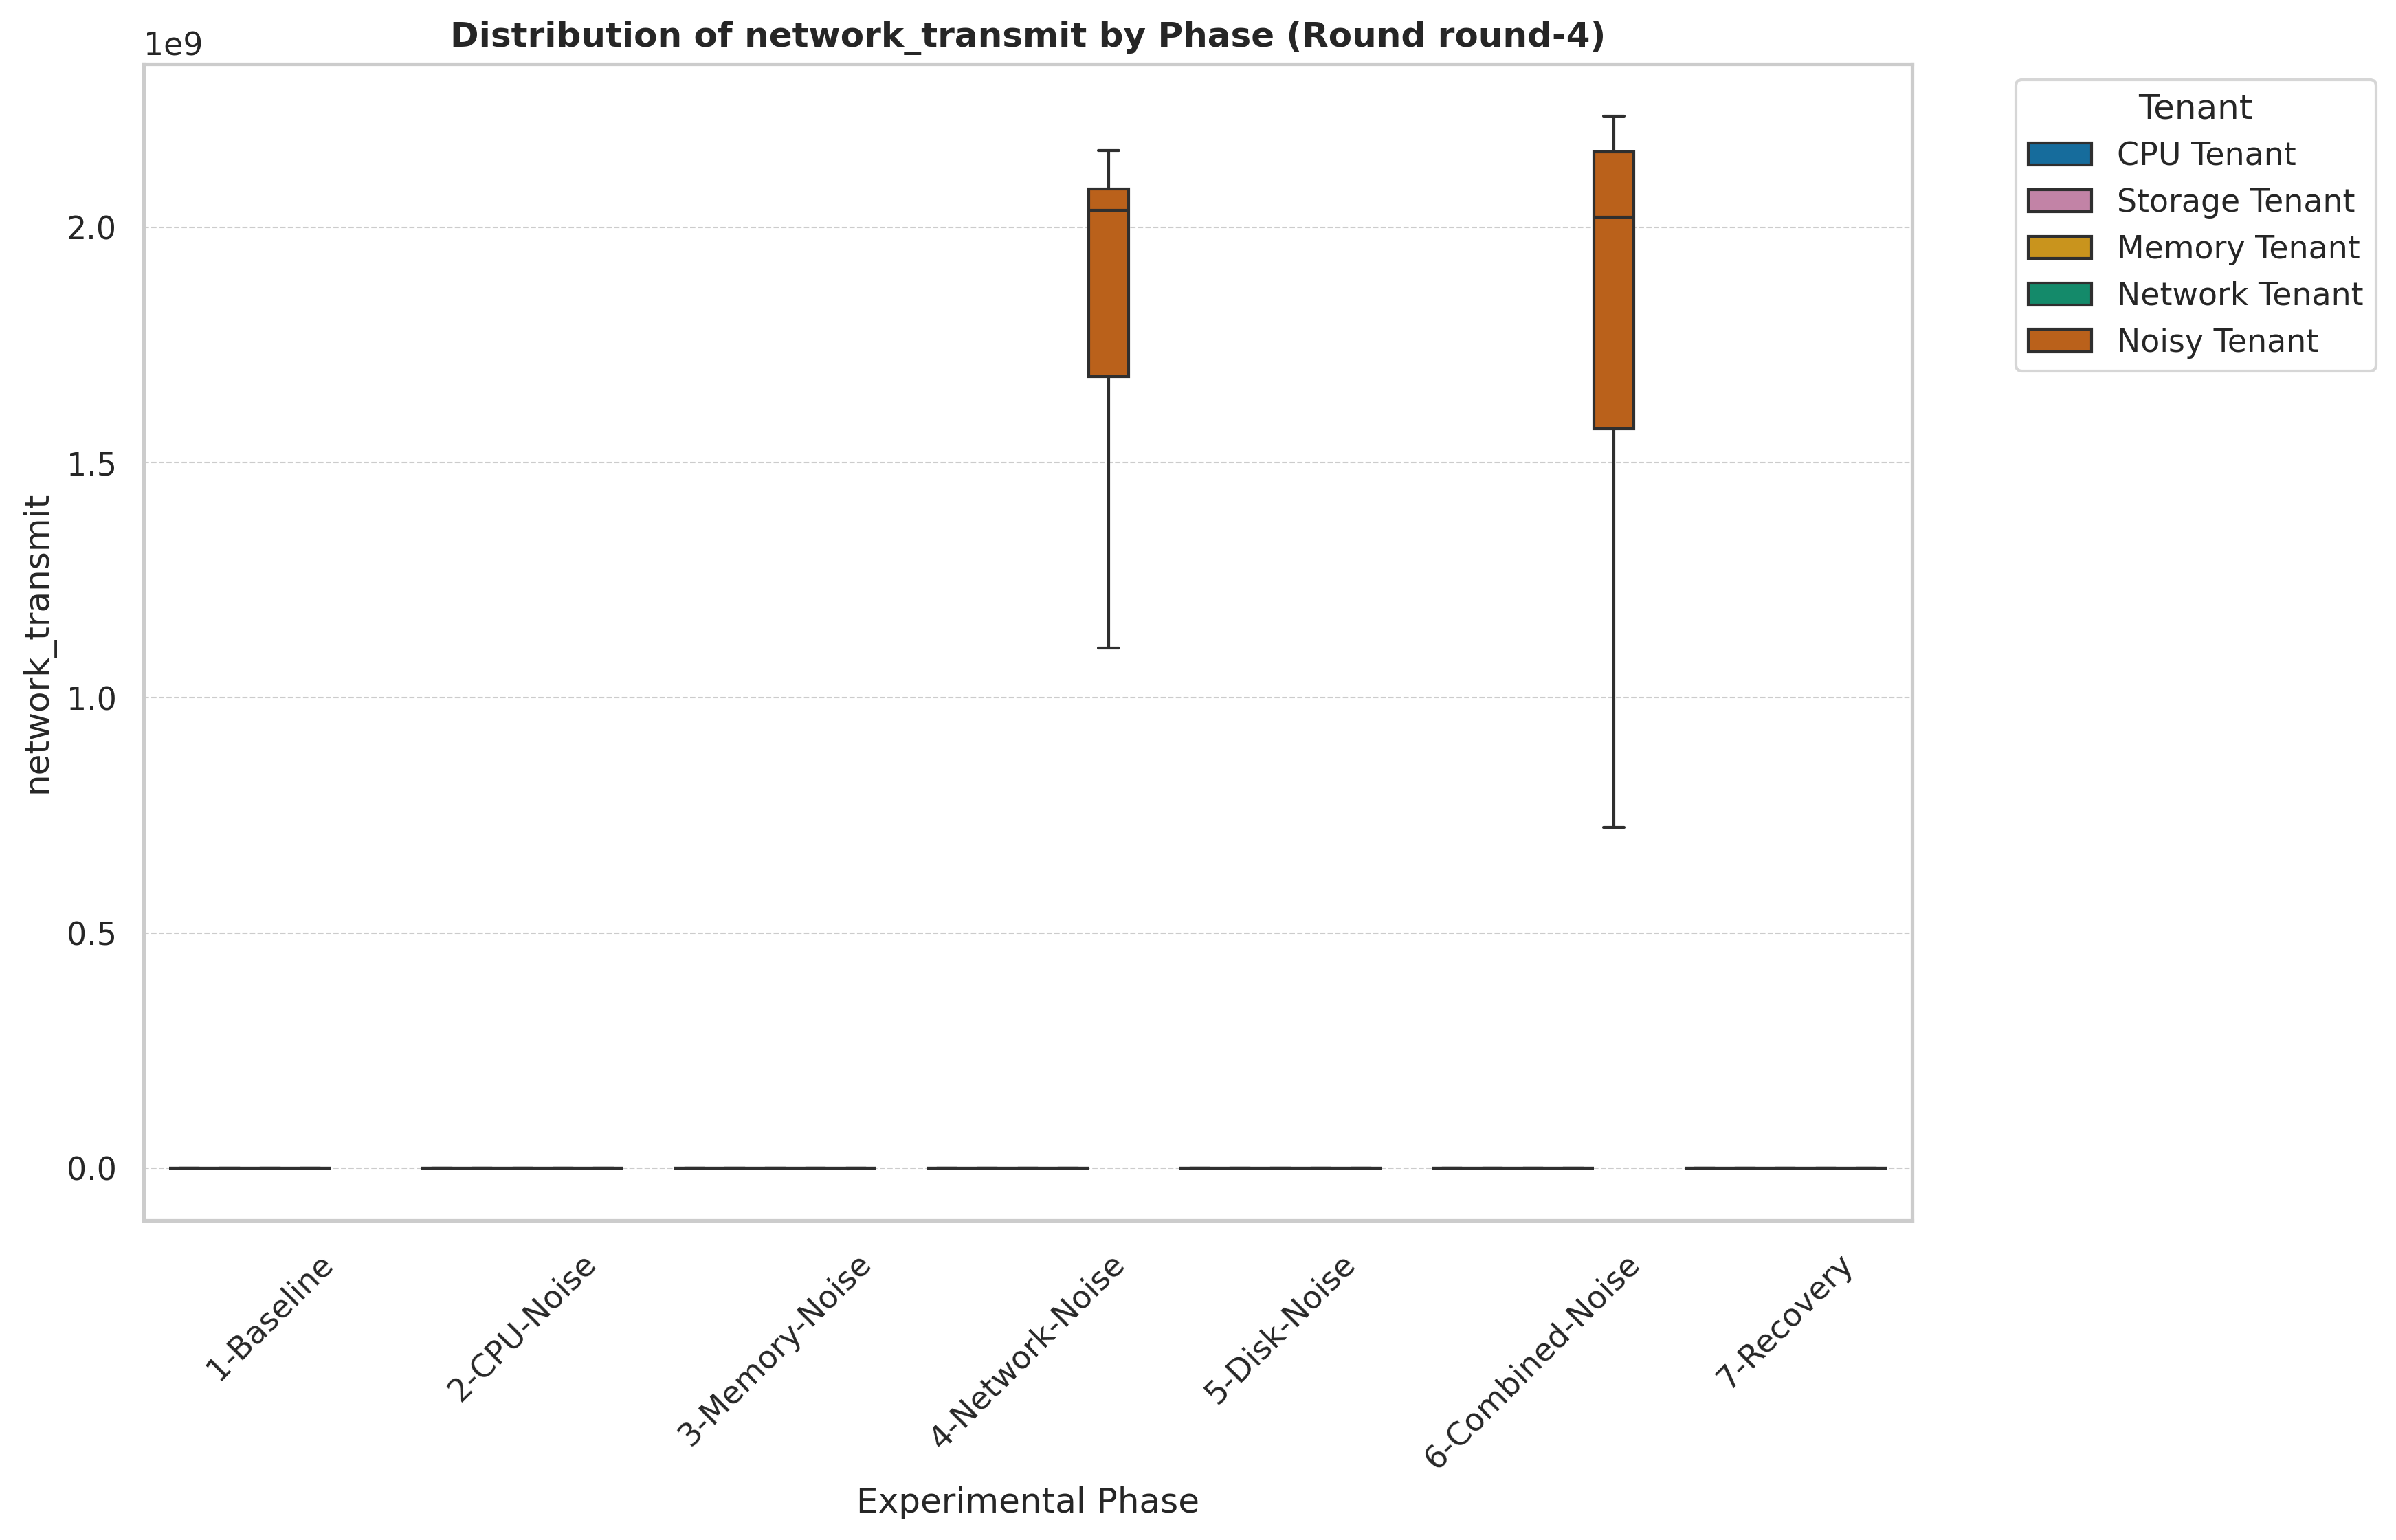 Distribution of network_transmit by Phase (Round round-4)
1e9
Tenant
CPU Tenant
Storage Tenant
Memory Tenant
Network Tenant
Noisy Tenant
network_transmit
2.0
1.5
1.0
0.5
0.0
1-Baseline
2-CPU-Noise
3-Memory-Noise
4-Network-Noise
5-Disk-Noise
6-Combined-Noise
7-Recovery
Experimental Phase